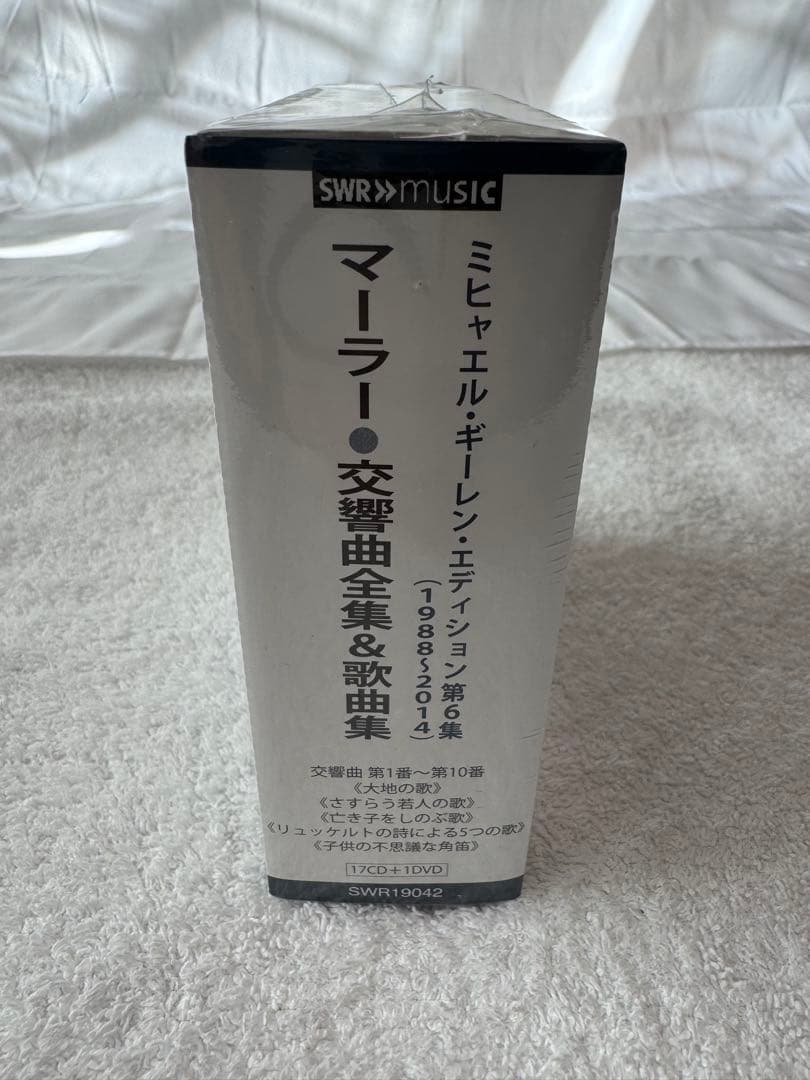 SWR»music
ミヒャエル・ギーレン・エディション 第6集
(1988〜2014)
マーラー●交響曲全集&歌曲集
交響曲 第1番〜第10番
《大地の歌》
《さすらう若人の歌》
《亡き子をしのぶ歌》
《リュッケルトの詩による5つの歌》
《子供の不思議な角笛》
17CD+1DVD
SWR19042